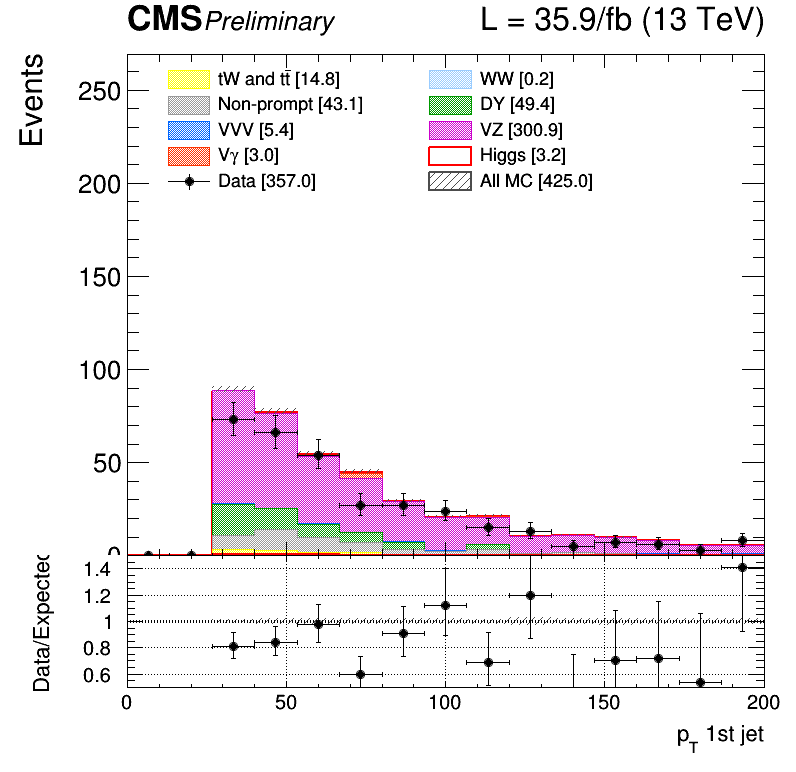 CMS Preliminary L = 35.9/fb (13 TeV)
Events
tW and tt̄ [14.8] WW [0.2]
Non-prompt [43.1] DY [49.4]
VVV [5.4] VZ [300.9]
Vγ [3.0] Higgs [3.2]
Data [357.0] All MC [425.0]
250
200
150
100
50
0
Data/Expected
1.4
1.2
1
0.8
0.6
0 50 100 150 200
p_T 1st jet